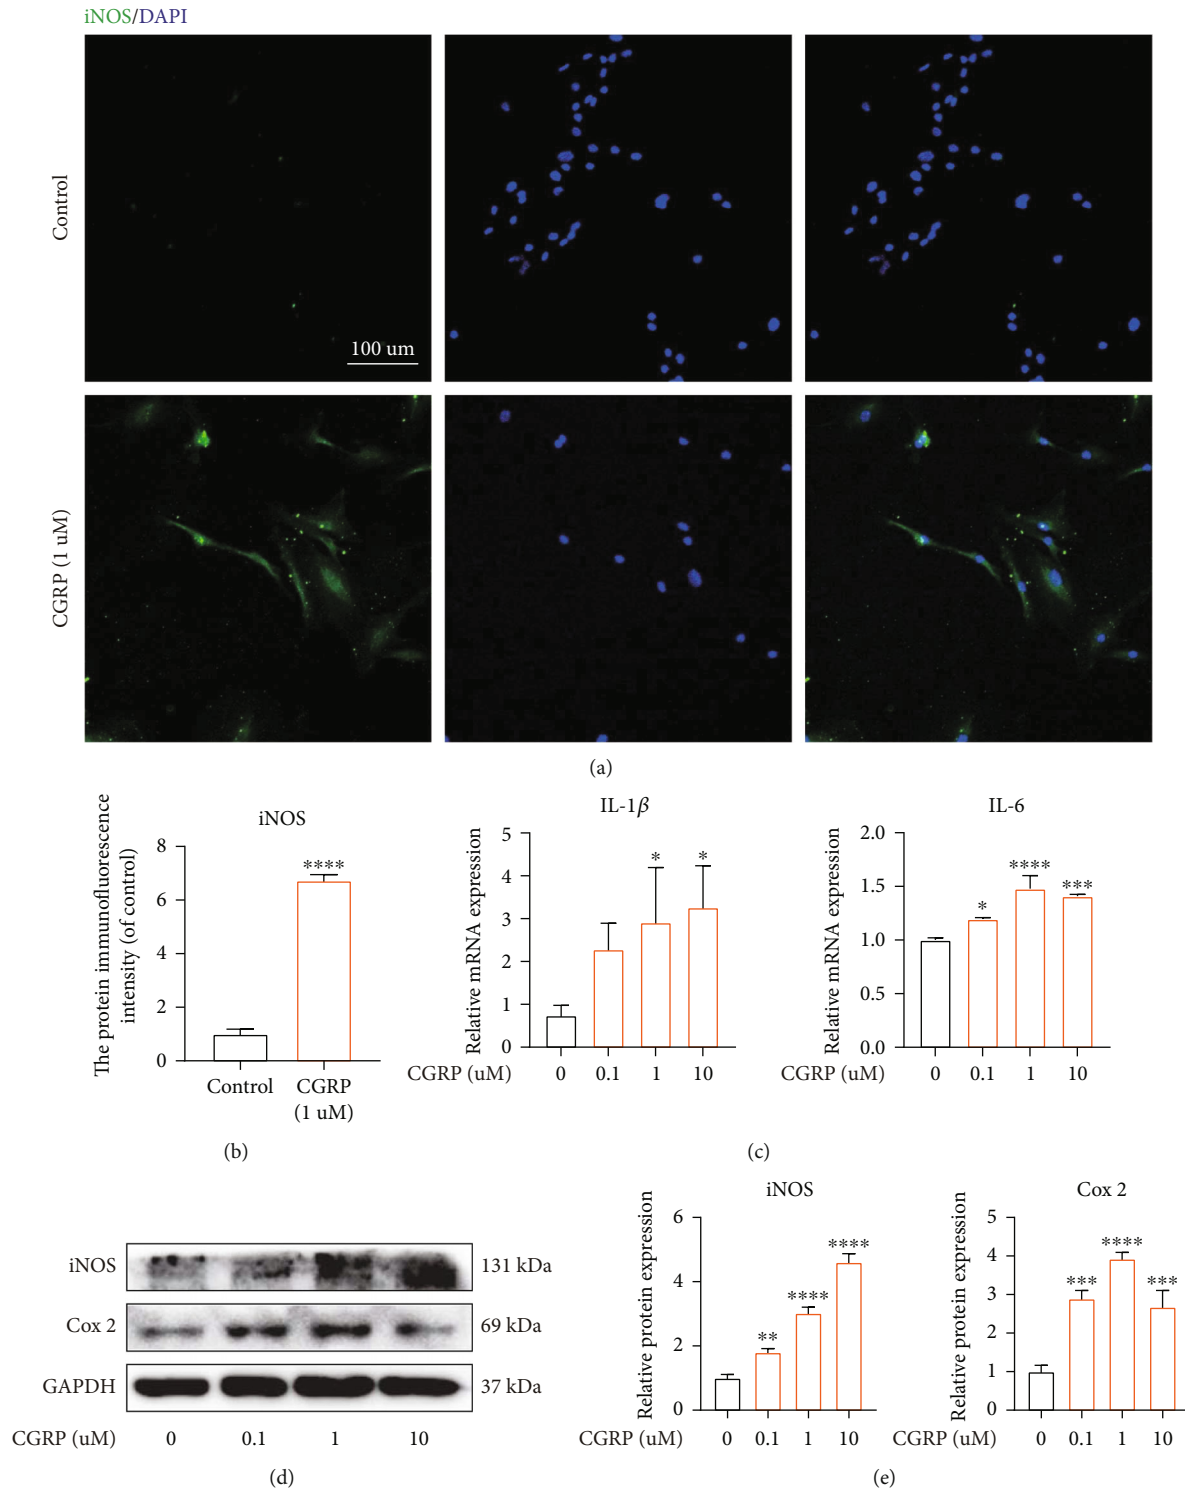 iNOS/DAPI
Control
100 um
CGRP (1 uM)
(a)
iNOS
The protein immunofluorescence
intensity (of control)
8
6
4
2
0
****
Control
CGRP
(1 uM)
(b)
IL-1β
Relative mRNA expression
5
4
3
2
1
0
* *
CGRP (uM) 0 0.1 1 10
IL-6
Relative mRNA expression
2.0
1.5
1.0
0.5
0.0
* **** ***
CGRP (uM) 0 0.1 1 10
(c)
iNOS 131 kDa
Cox 2 69 kDa
GAPDH 37 kDa
CGRP (uM) 0 0.1 1 10
(d)
iNOS
Relative protein expression
6
4
2
0
** **** ****
CGRP (uM) 0 0.1 1 10
Cox 2
Relative protein expression
5
4
3
2
1
0
*** **** ***
CGRP (uM) 0 0.1 1 10
(e)